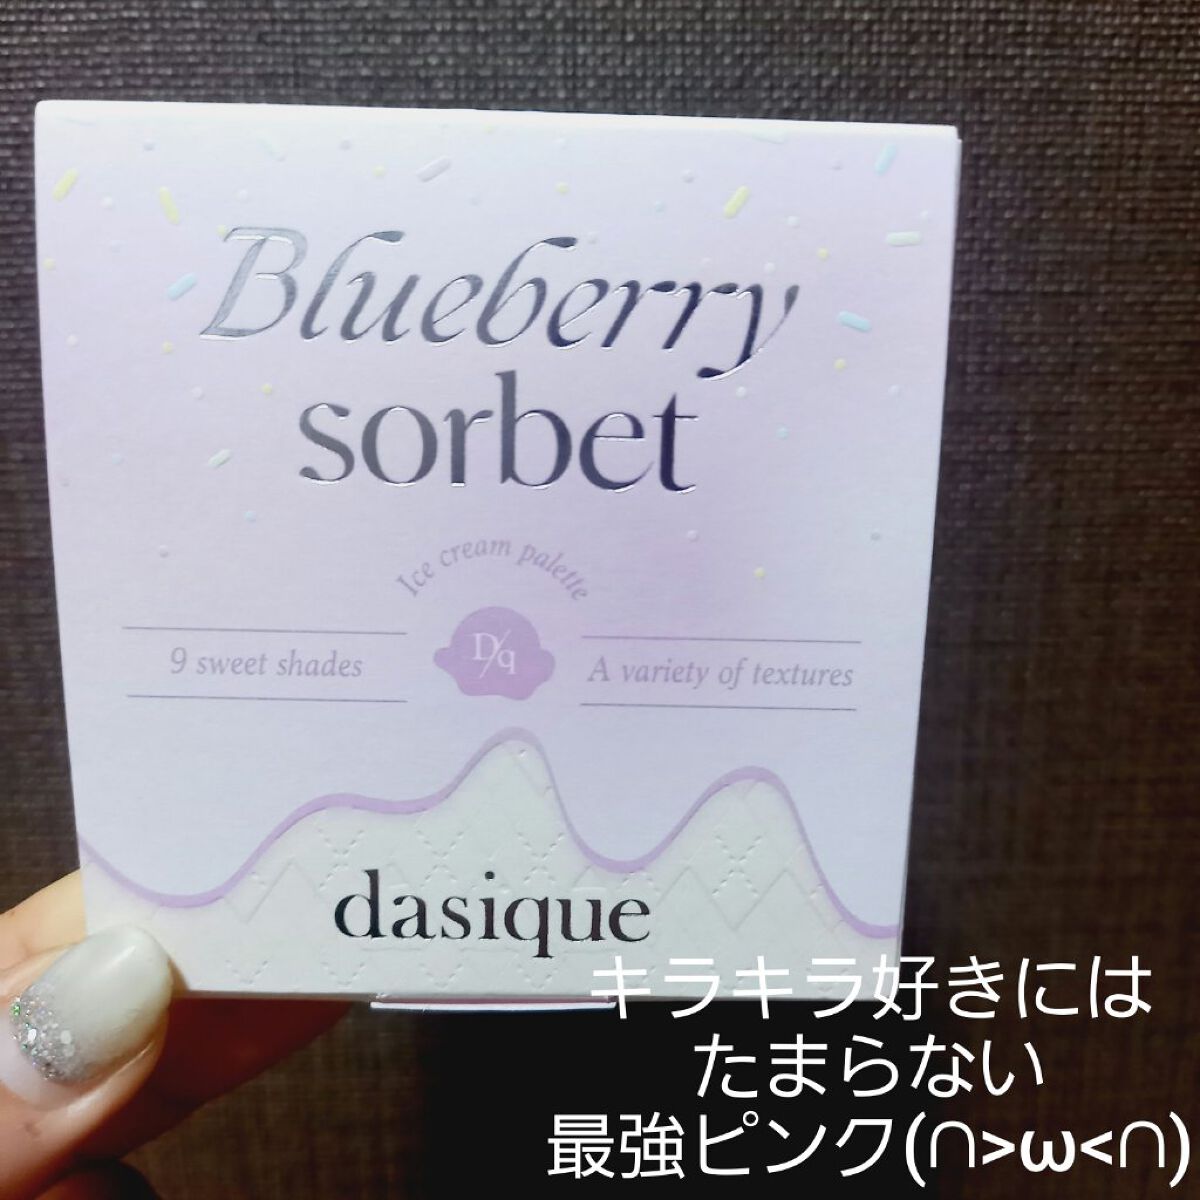 Blueberry
sorbet
Ice cream palette
D/q
9 sweet shades
A variety of textures
dasique
キラキラ好きには
たまらない
最強ピンク(∩>ω<∩)